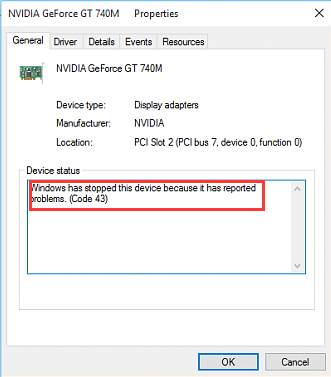 NVIDIA GeForce GT 740M Properties
General Driver Details Events Resources
NVIDIA GeForce GT 740M
Device type: Display adapters
Manufacturer: NVIDIA
Location: PCI Slot 2 (PCI bus 7, device 0, function 0)
Device status
Windows has stopped this device because it has reported
problems. (Code 43)
OK Cancel